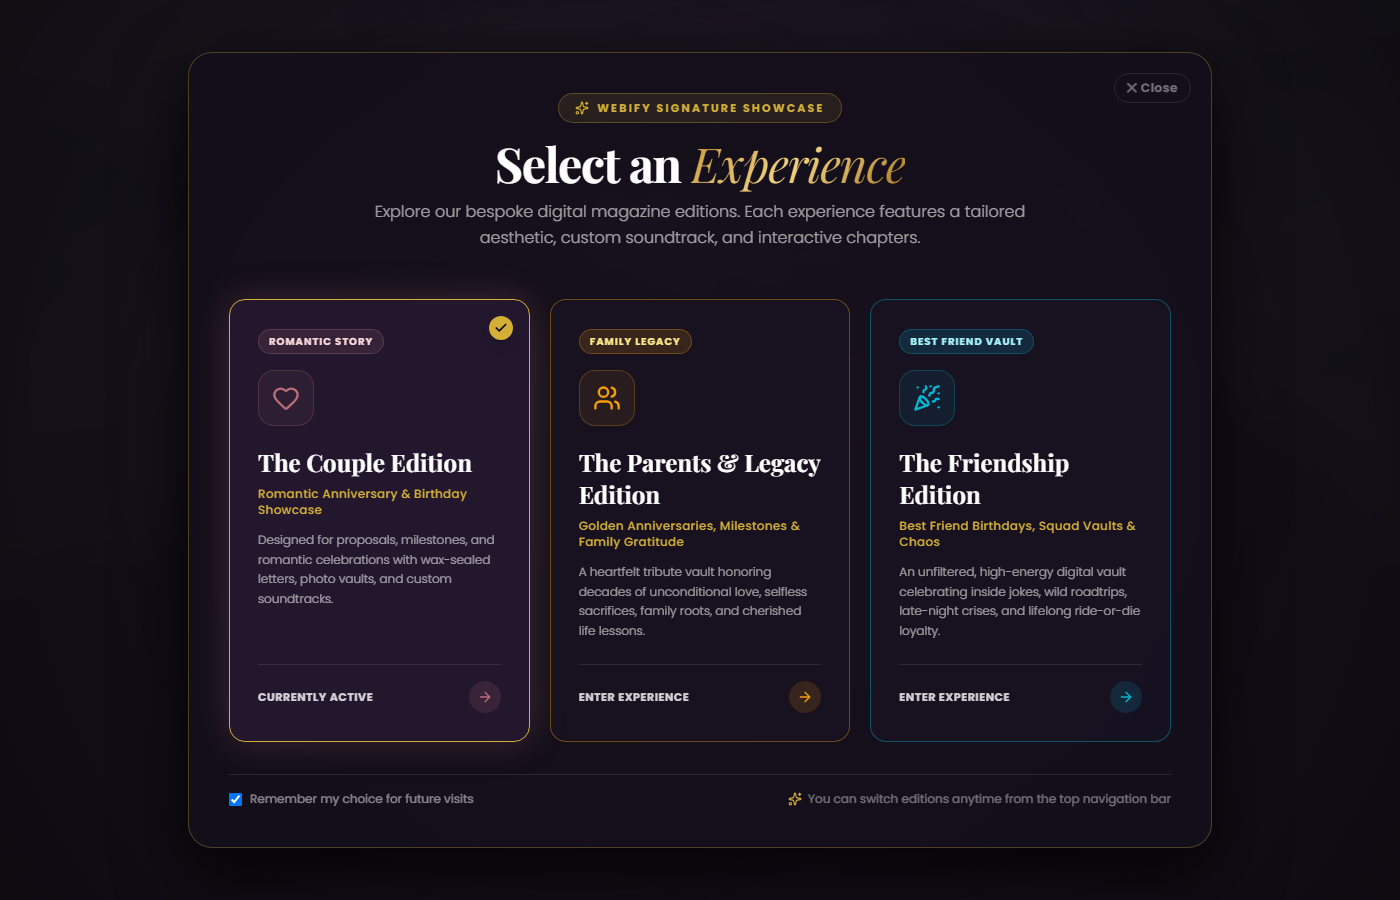 Close
WEBIFY SIGNATURE SHOWCASE
Select an Experience
Explore our bespoke digital magazine editions. Each experience features a tailored
aesthetic, custom soundtrack, and interactive chapters.
ROMANTIC STORY
The Couple Edition
Romantic Anniversary & Birthday
Showcase
Designed for proposals, milestones, and
romantic celebrations with wax-sealed
letters, photo vaults, and custom
soundtracks.
CURRENTLY ACTIVE
FAMILY LEGACY
The Parents & Legacy
Edition
Golden Anniversaries, Milestones &
Family Gratitude
A heartfelt tribute vault honoring
decades of unconditional love, selfless
sacrifices, family roots, and cherished
life lessons.
ENTER EXPERIENCE
BEST FRIEND VAULT
The Friendship
Edition
Best Friend Birthdays, Squad Vaults &
Chaos
An unfiltered, high-energy digital vault
celebrating inside jokes, wild roadtrips,
late-night crises, and lifelong ride-or-die
loyalty.
ENTER EXPERIENCE
Remember my choice for future visits
You can switch editions anytime from the top navigation bar